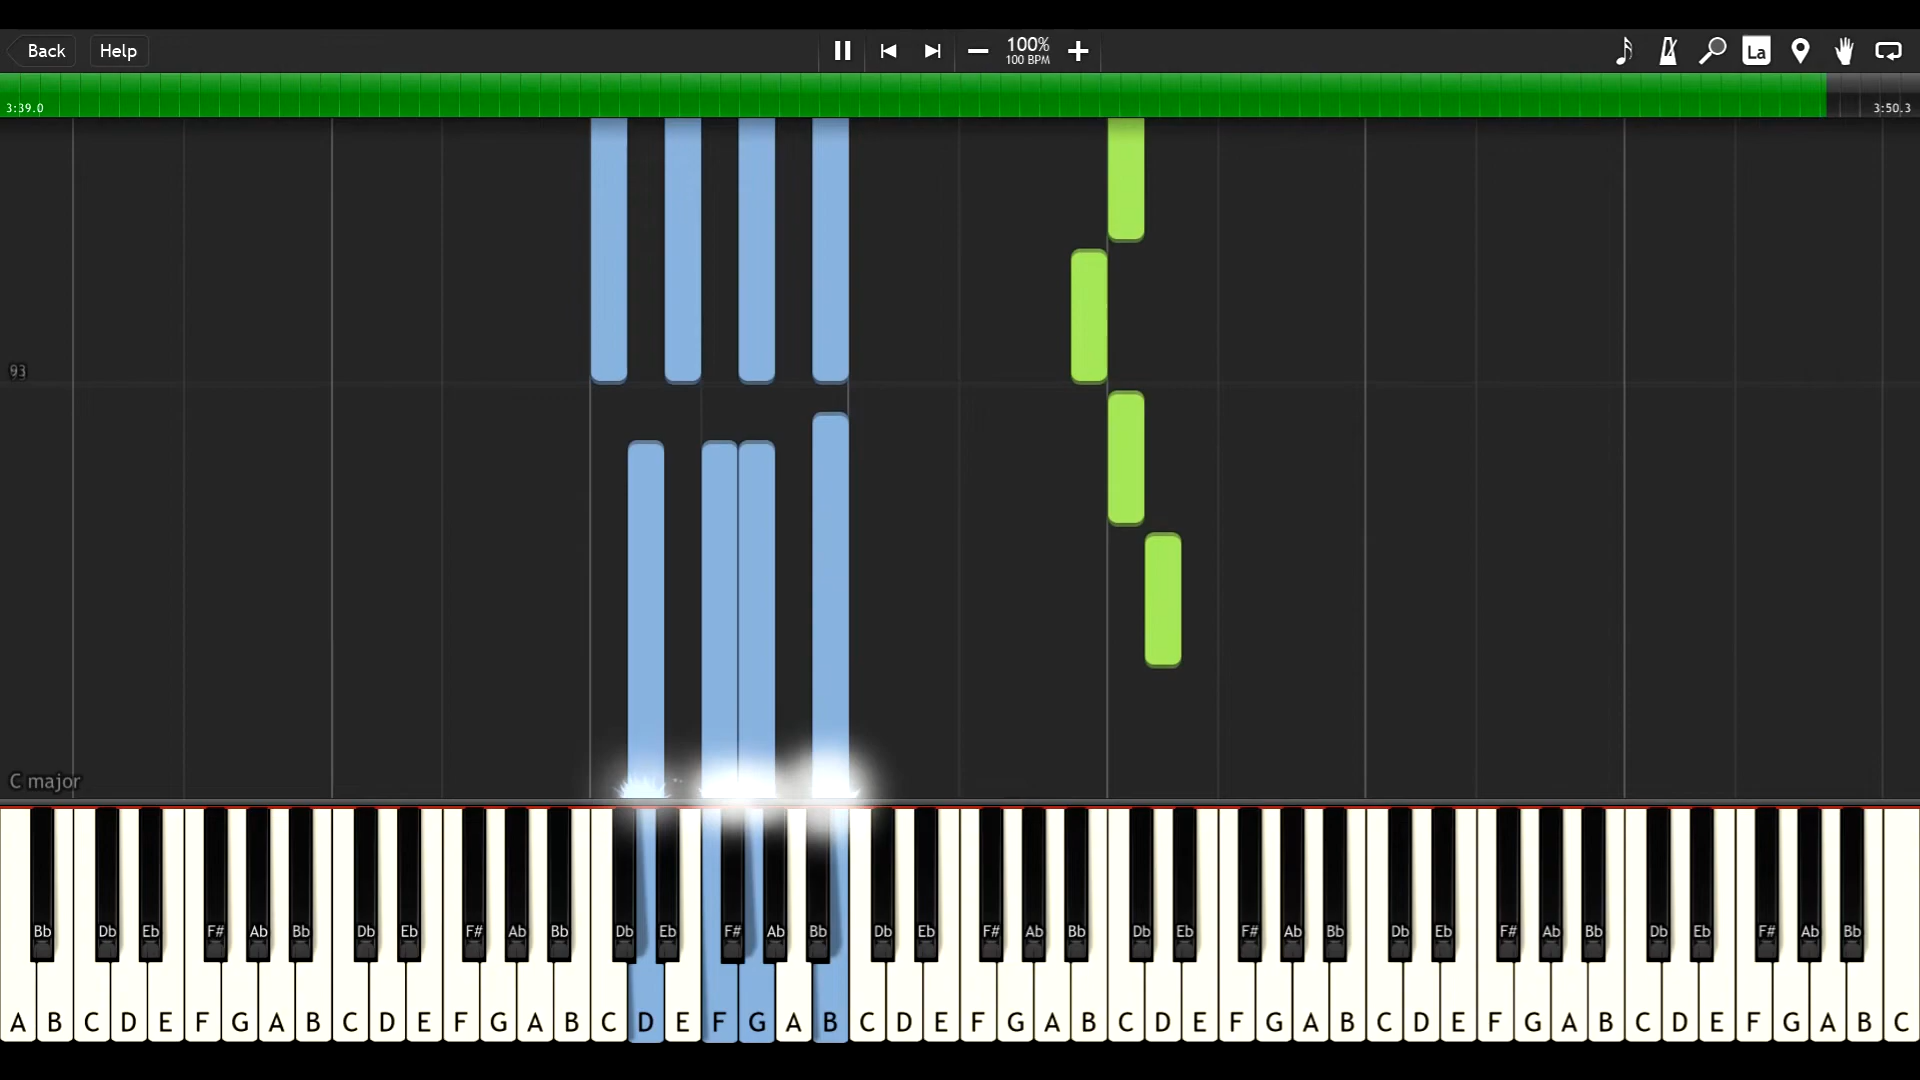 Back Help 100% La
100 BPM
3:39.0 3:50.3
93
C major
Bb Db Eb F# Ab Bb Db Eb F# Ab Bb Db Eb F# Ab Bb Db Eb F# Ab Bb Db Eb F# Ab Bb Db Eb F# Ab Bb Db Eb F# Ab Bb
A B C D E F G A B C D E F G A B C D E F G A B C D E F G A B C D E F G A B C D E F G A B C D E F G A B C